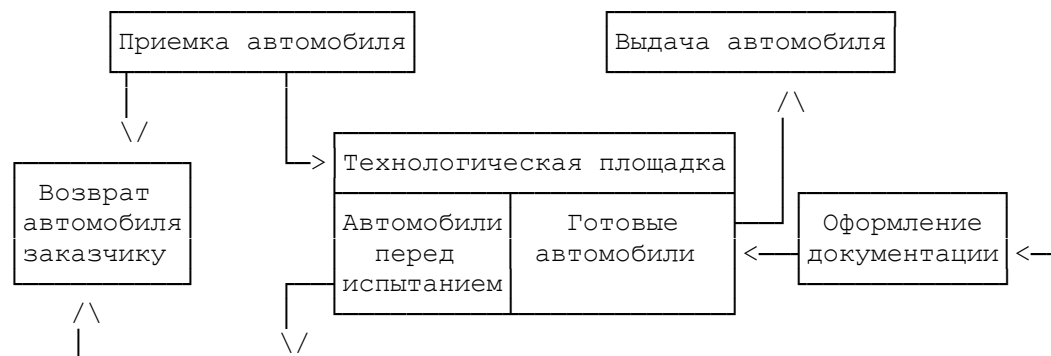 Приемка автомобиля
Выдача автомобиля
Технологическая площадка
Возврат
автомобиля
заказчику
Автомобили
перед
испытанием
Готовые
автомобили
Оформление
документации